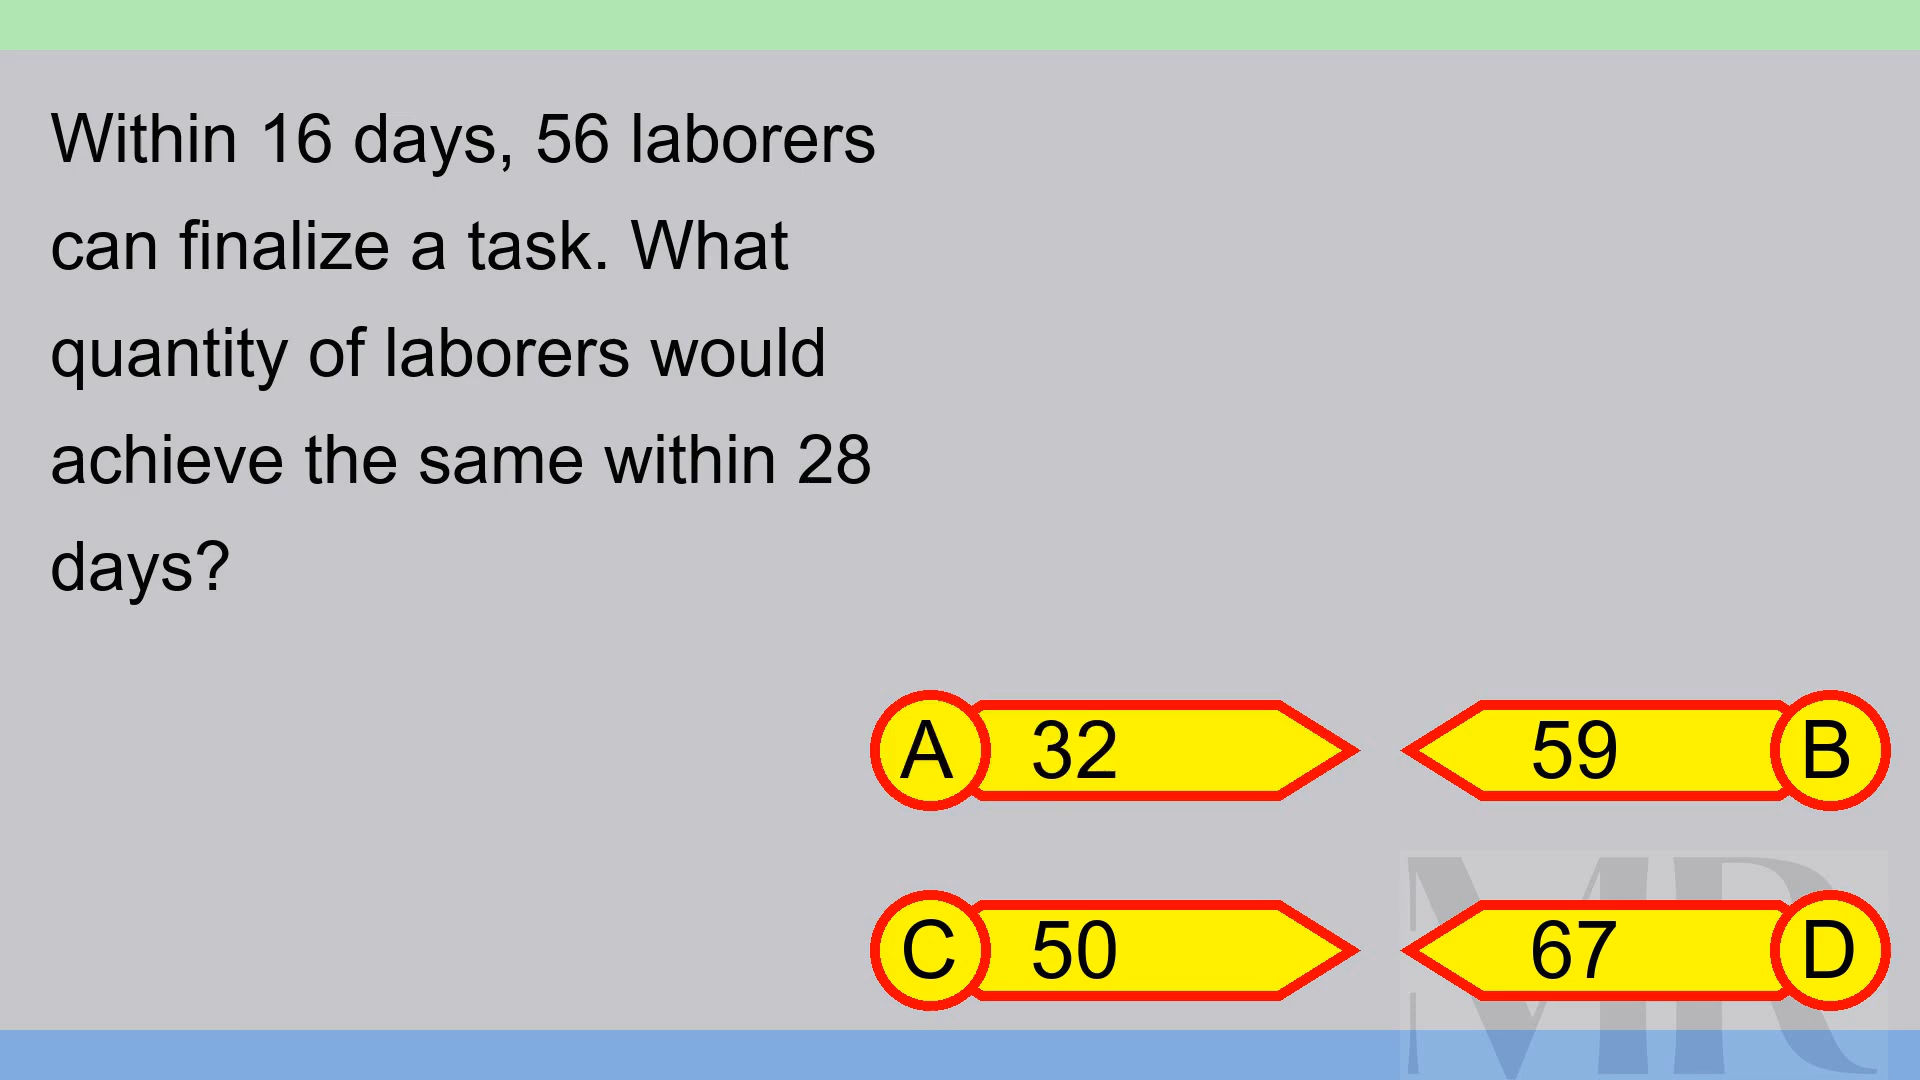 Within 16 days, 56 laborers
can finalize a task. What
quantity of laborers would
achieve the same within 28
days?
A 32
59 B
C 50
67 D
MR